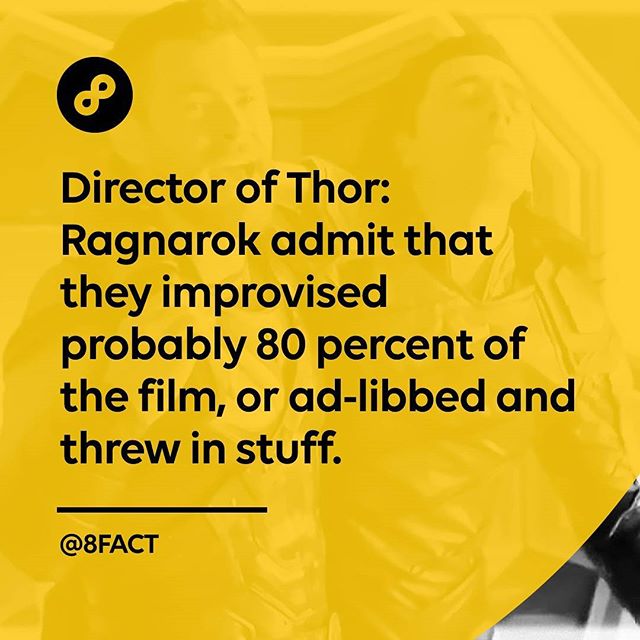 Director of Thor:
Ragnarok admit that
they improvised
probably 80 percent of
the film, or ad-libbed and
threw in stuff.
@8FACT